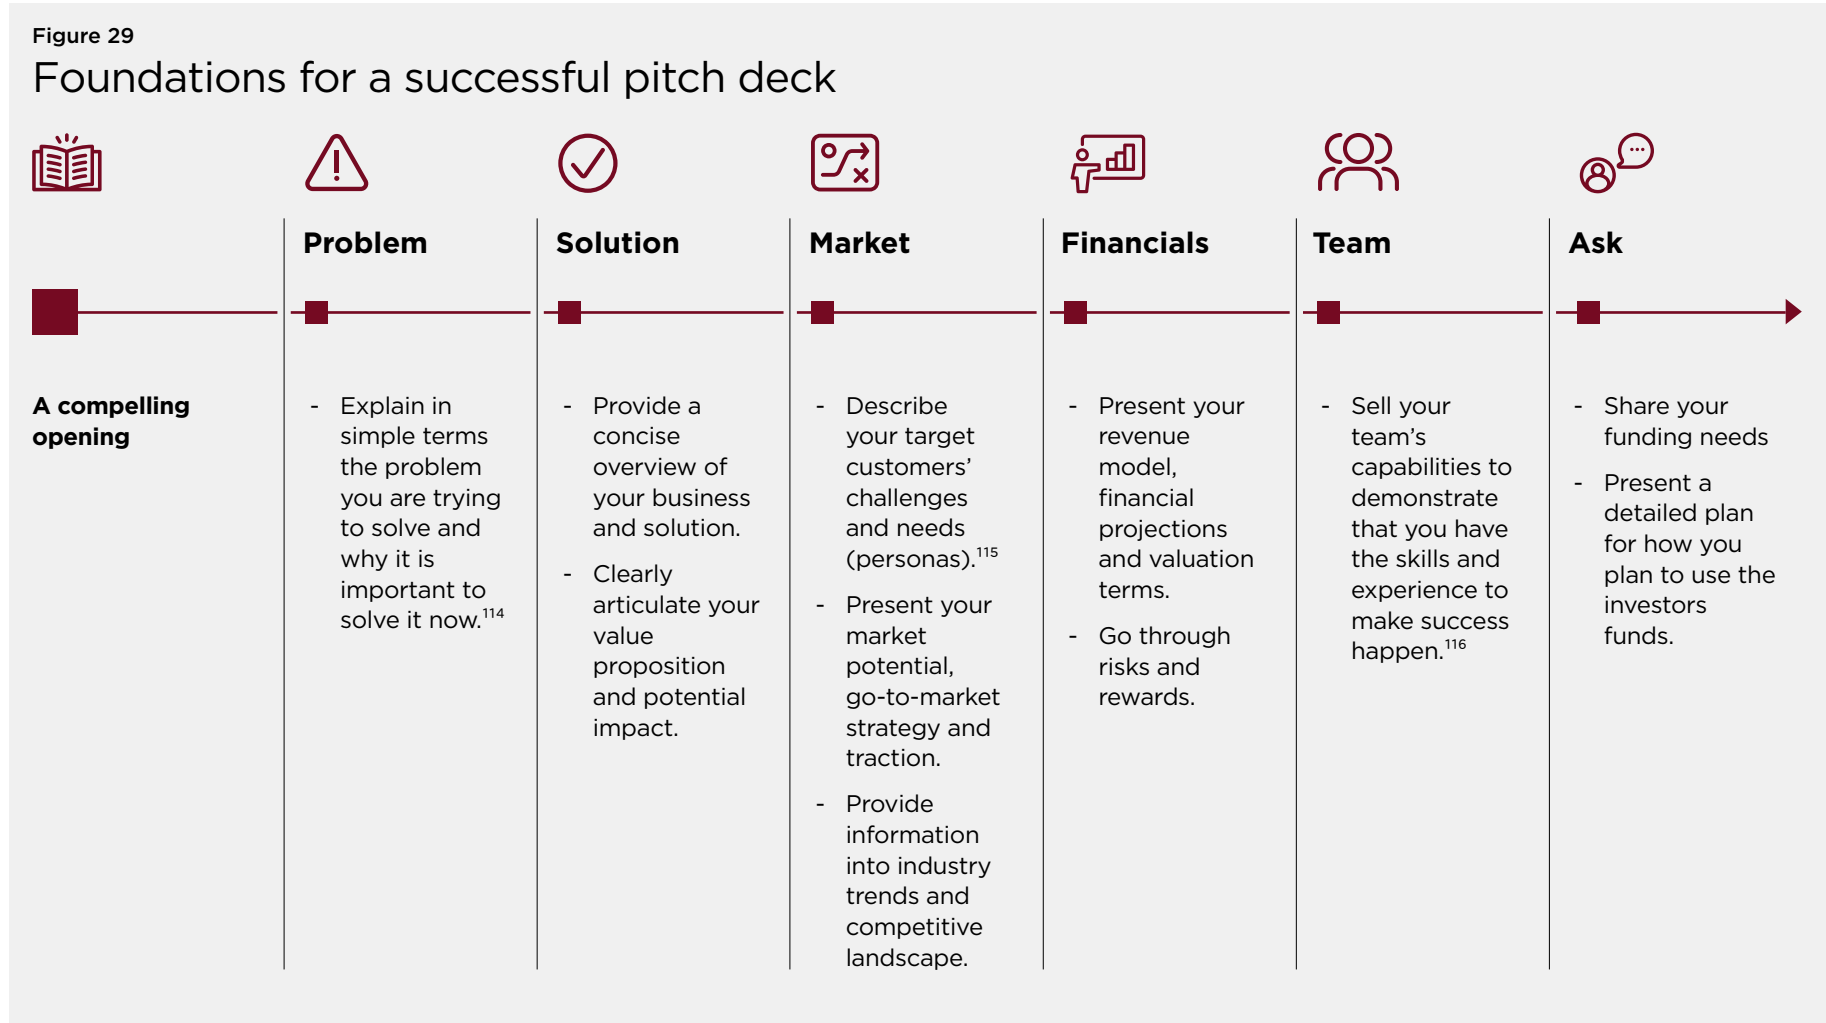 Figure 29
Foundations for a successful pitch deck
A compelling
opening
Problem
- Explain in
simple terms
the problem
you are trying
to solve and
why it is
important to
solve it now.114
Solution
- Provide a
concise
overview of
your business
and solution.
- Clearly
articulate your
value
proposition
and potential
impact.
Market
- Describe
your target
customers’
challenges
and needs
(personas).115
- Present your
market
potential,
go-to-market
strategy and
traction.
- Provide
information
into industry
trends and
competitive
landscape.
Financials
- Present your
revenue
model,
financial
projections
and valuation
terms.
- Go through
risks and
rewards.
Team
- Sell your
team’s
capabilities to
demonstrate
that you have
the skills and
experience to
make success
happen.116
Ask
- Share your
funding needs
- Present a
detailed plan
for how you
plan to use the
investors
funds.